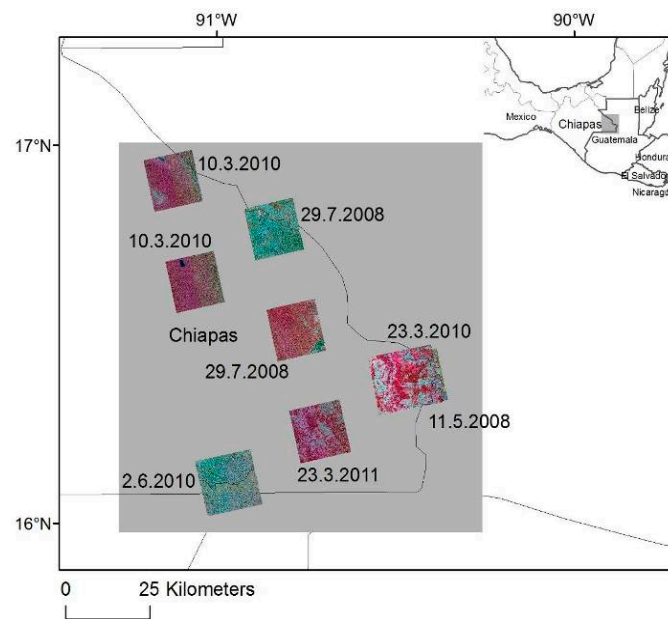 91°W
90°W
17°N
16°N
Mexico
Chiapas
Belize
Guatemala
Hondura
El Salvador
Nicarag
10.3.2010
29.7.2008
10.3.2010
Chiapas
29.7.2008
23.3.2010
11.5.2008
23.3.2011
2.6.2010
0 25 Kilometers